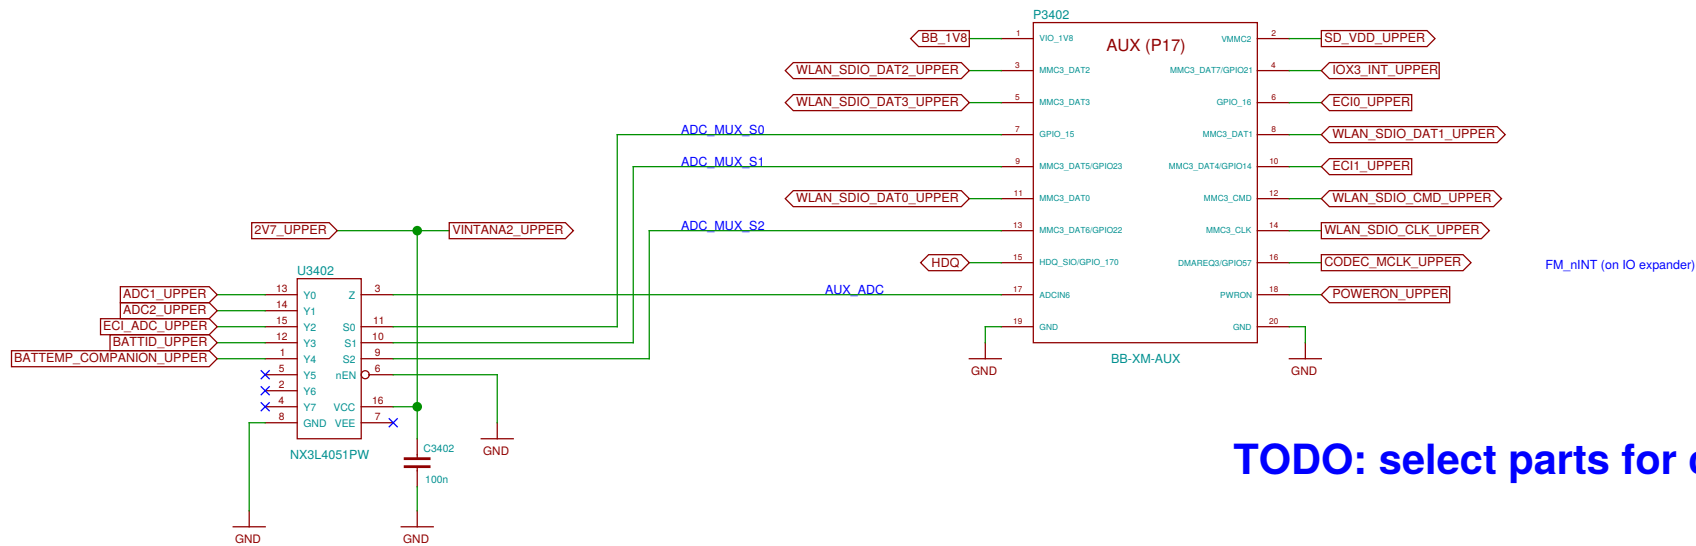 P3402
AUX (P17)
BB_1V8
1
VIO_1V8
VMMC2
2
SD_VDD_UPPER
WLAN_SDIO_DAT2_UPPER
3
MMC3_DAT2
MMC3_DAT7/GPIO21
4
IOX3_INT_UPPER
WLAN_SDIO_DAT3_UPPER
5
MMC3_DAT3
GPIO_16
6
ECI0_UPPER
ADC_MUX_S0
7
GPIO_15
MMC3_DAT1
8
WLAN_SDIO_DAT1_UPPER
ADC_MUX_S1
9
MMC3_DAT5/GPIO23
MMC3_DAT4/GPIO14
10
ECI1_UPPER
WLAN_SDIO_DAT0_UPPER
11
MMC3_DAT0
MMC3_CMD
12
WLAN_SDIO_CMD_UPPER
2V7_UPPER
VINTANA2_UPPER
ADC_MUX_S2
13
MMC3_DAT6/GPIO22
MMC3_CLK
14
WLAN_SDIO_CLK_UPPER
HDQ
15
HDQ_SIO/GPIO_170
DMAREQ3/GPIO57
16
CODEC_MCLK_UPPER
FM_nINT (on IO expander)
AUX_ADC
17
ADCIN6
PWRON
18
POWERON_UPPER
19
GND
GND
20
BB-XM-AUX
GND
GND
U3402
ADC1_UPPER
13
Y0
Z
3
ADC2_UPPER
14
Y1
ECI_ADC_UPPER
15
Y2
S0
11
BATTID_UPPER
12
Y3
S1
10
BATTEMP_COMPANION_UPPER
1
Y4
S2
9
5
Y5
nEN
6
2
Y6
4
Y7
VCC
16
8
GND
VEE
7
NX3L4051PW
C3402
100n
GND
GND
GND
TODO: select parts for